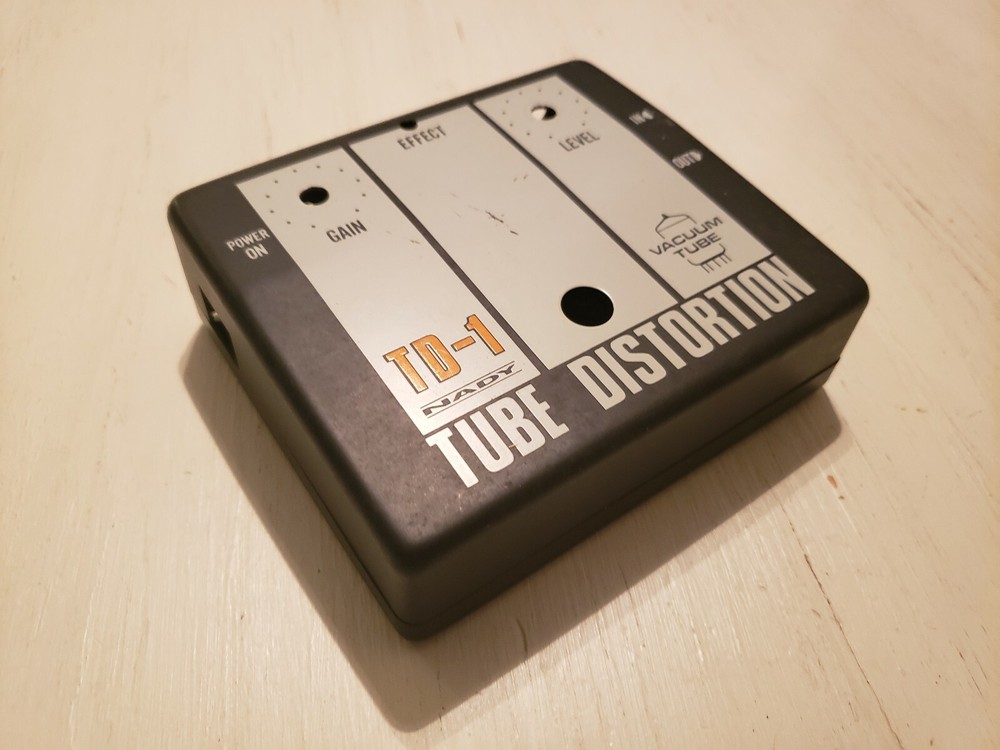 EFFECT
LEVEL
IN
OUT
POWER
ON
GAIN
VACUUM
TUBE
TD-1
NADY
TUBE DISTORTION